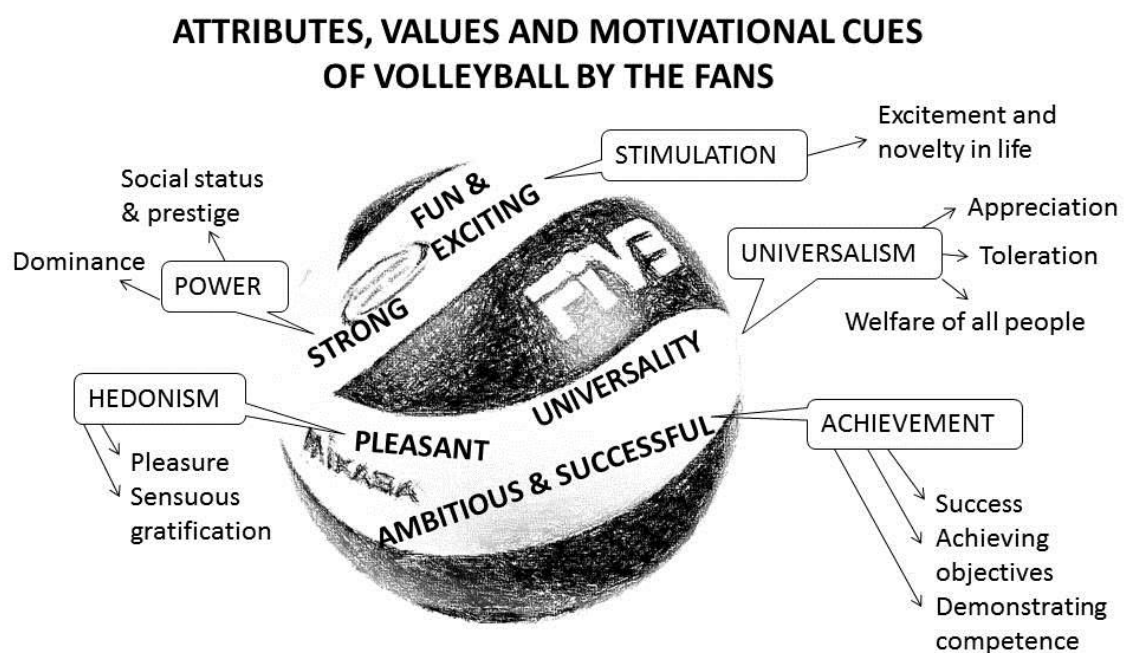 ATTRIBUTES, VALUES AND MOTIVATIONAL CUES
OF VOLLEYBALL BY THE FANS
STIMULATION
Excitement and
novelty in life
Social status
& prestige
Dominance
POWER
FUN &
EXCITING
STRONG
FIVB
UNIVERSALISM
Appreciation
Toleration
Welfare of all people
HEDONISM
Pleasure
Sensuous
gratification
PLEASANT
MIKASA
UNIVERSALITY
AMBITIOUS & SUCCESSFUL
ACHIEVEMENT
Success
Achieving
objectives
Demonstrating
competence